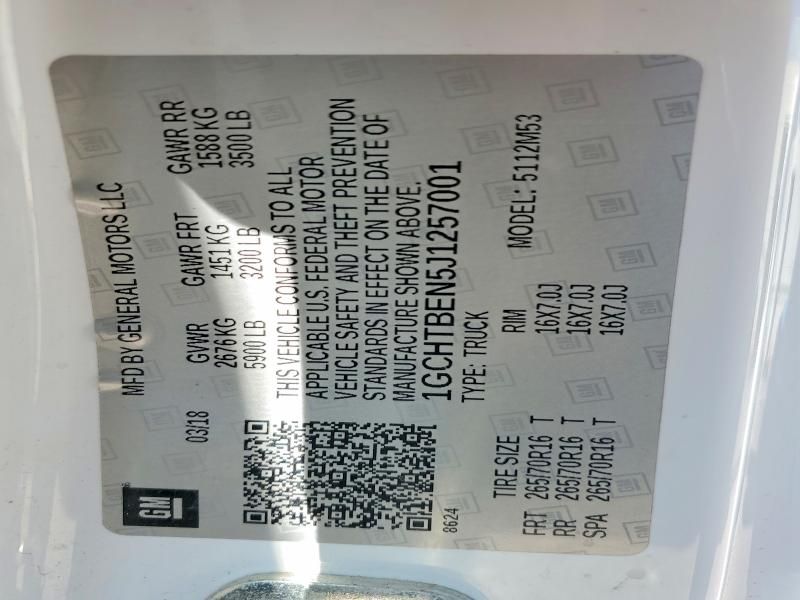 GM
MFD BY GENERAL MOTORS LLC
03/18
GVWR GAWR FRT GAWR RR
2676 KG 1451 KG 1588 KG
5900 LB 3200 LB 3500 LB
THIS VEHICLE CONFORMS TO ALL
APPLICABLE U.S. FEDERAL MOTOR
VEHICLE SAFETY AND THEFT PREVENTION
STANDARDS IN EFFECT ON THE DATE OF
MANUFACTURE SHOWN ABOVE.
1GCHTBEN5J1257001
8624
TYPE: TRUCK
MODEL: 5112M53
TIRE SIZE RIM
FRT 265/70R16 T 16X7.0J
RR 265/70R16 T 16X7.0J
SPA 265/70R16 T 16X7.0J